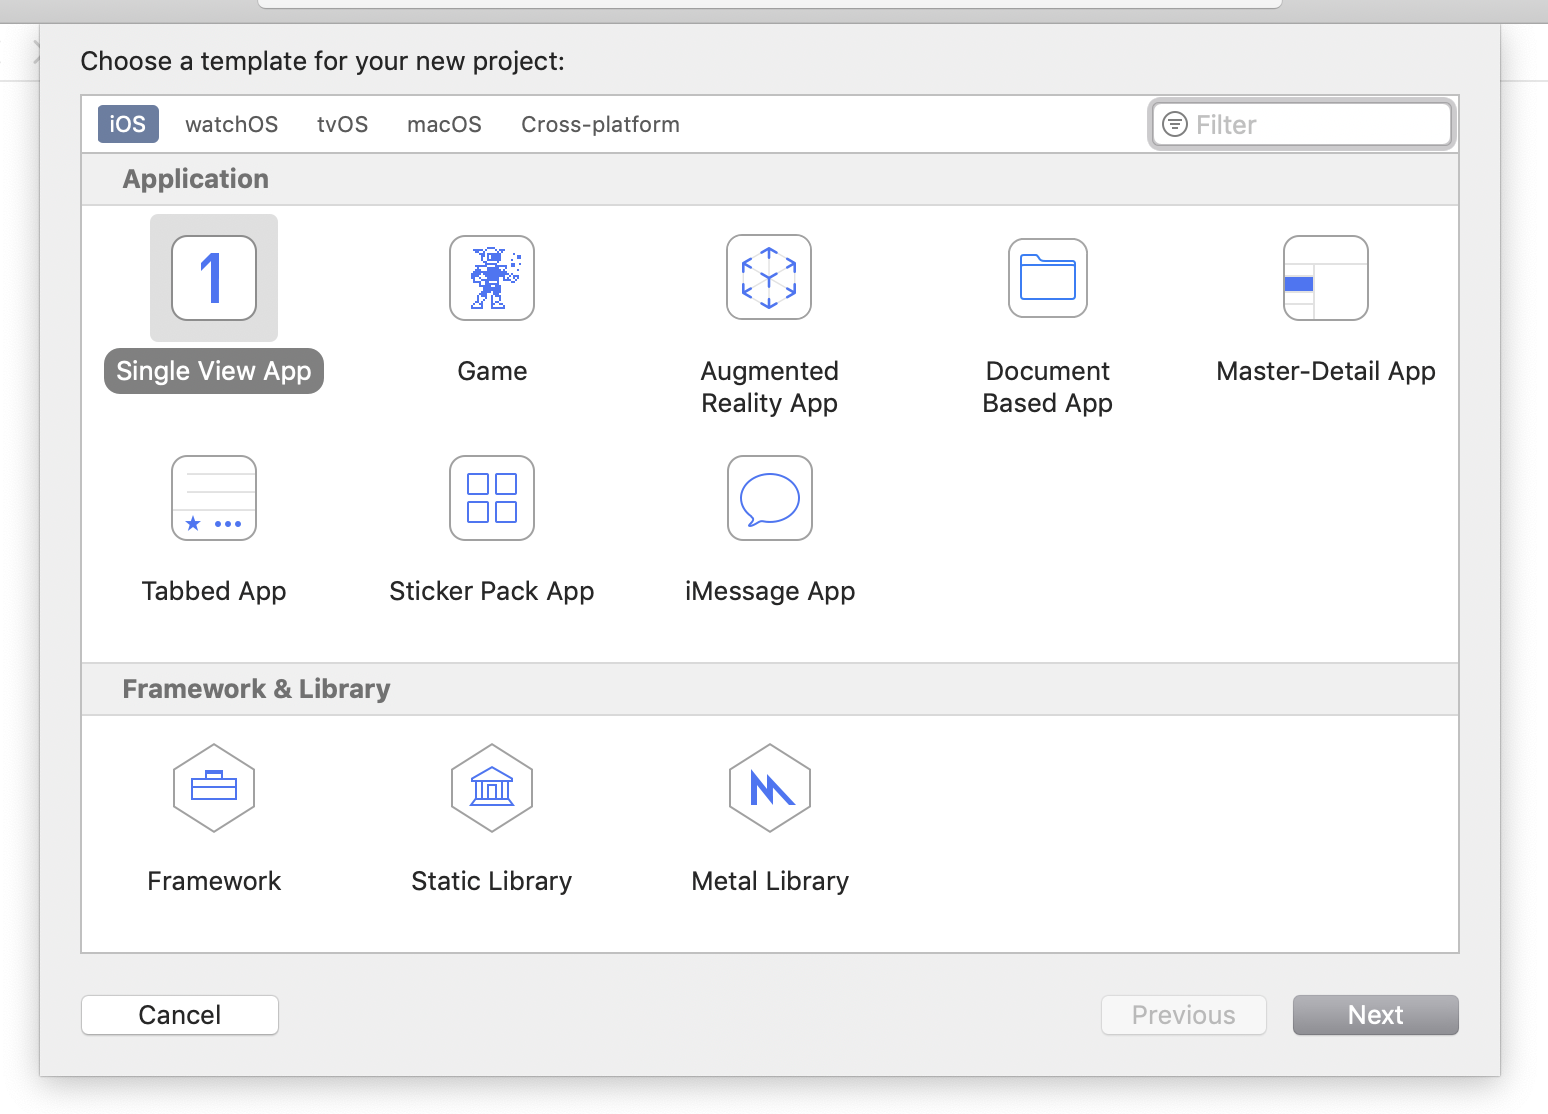 Choose a template for your new project:
iOS watchOS tvOS macOS Cross-platform Filter
Application
1
Single View App Game Augmented Reality App Document Based App Master-Detail App
Tabbed App Sticker Pack App iMessage App
Framework & Library
Framework Static Library Metal Library
Cancel Previous Next